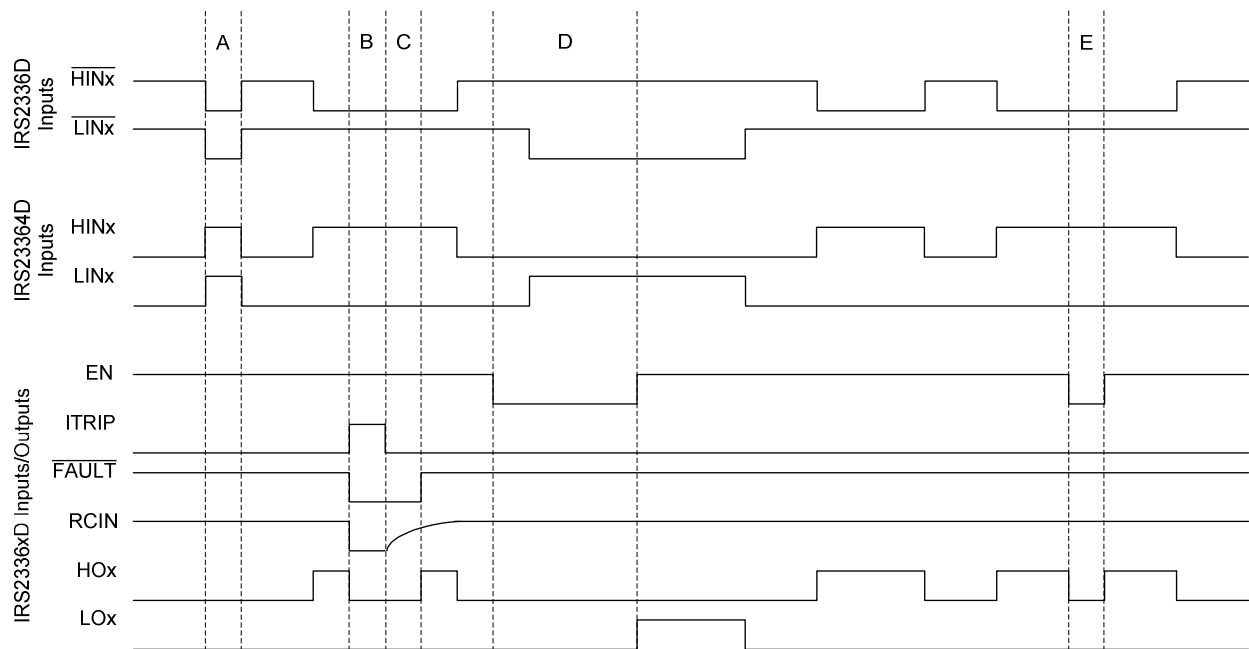 A B C D E
IRS2336D
Inputs
HINx
LINx
IRS23364D
Inputs
HINx
LINx
IRS2336xD Inputs/Outputs
EN
ITRIP
FAULT
RCIN
HOx
LOx